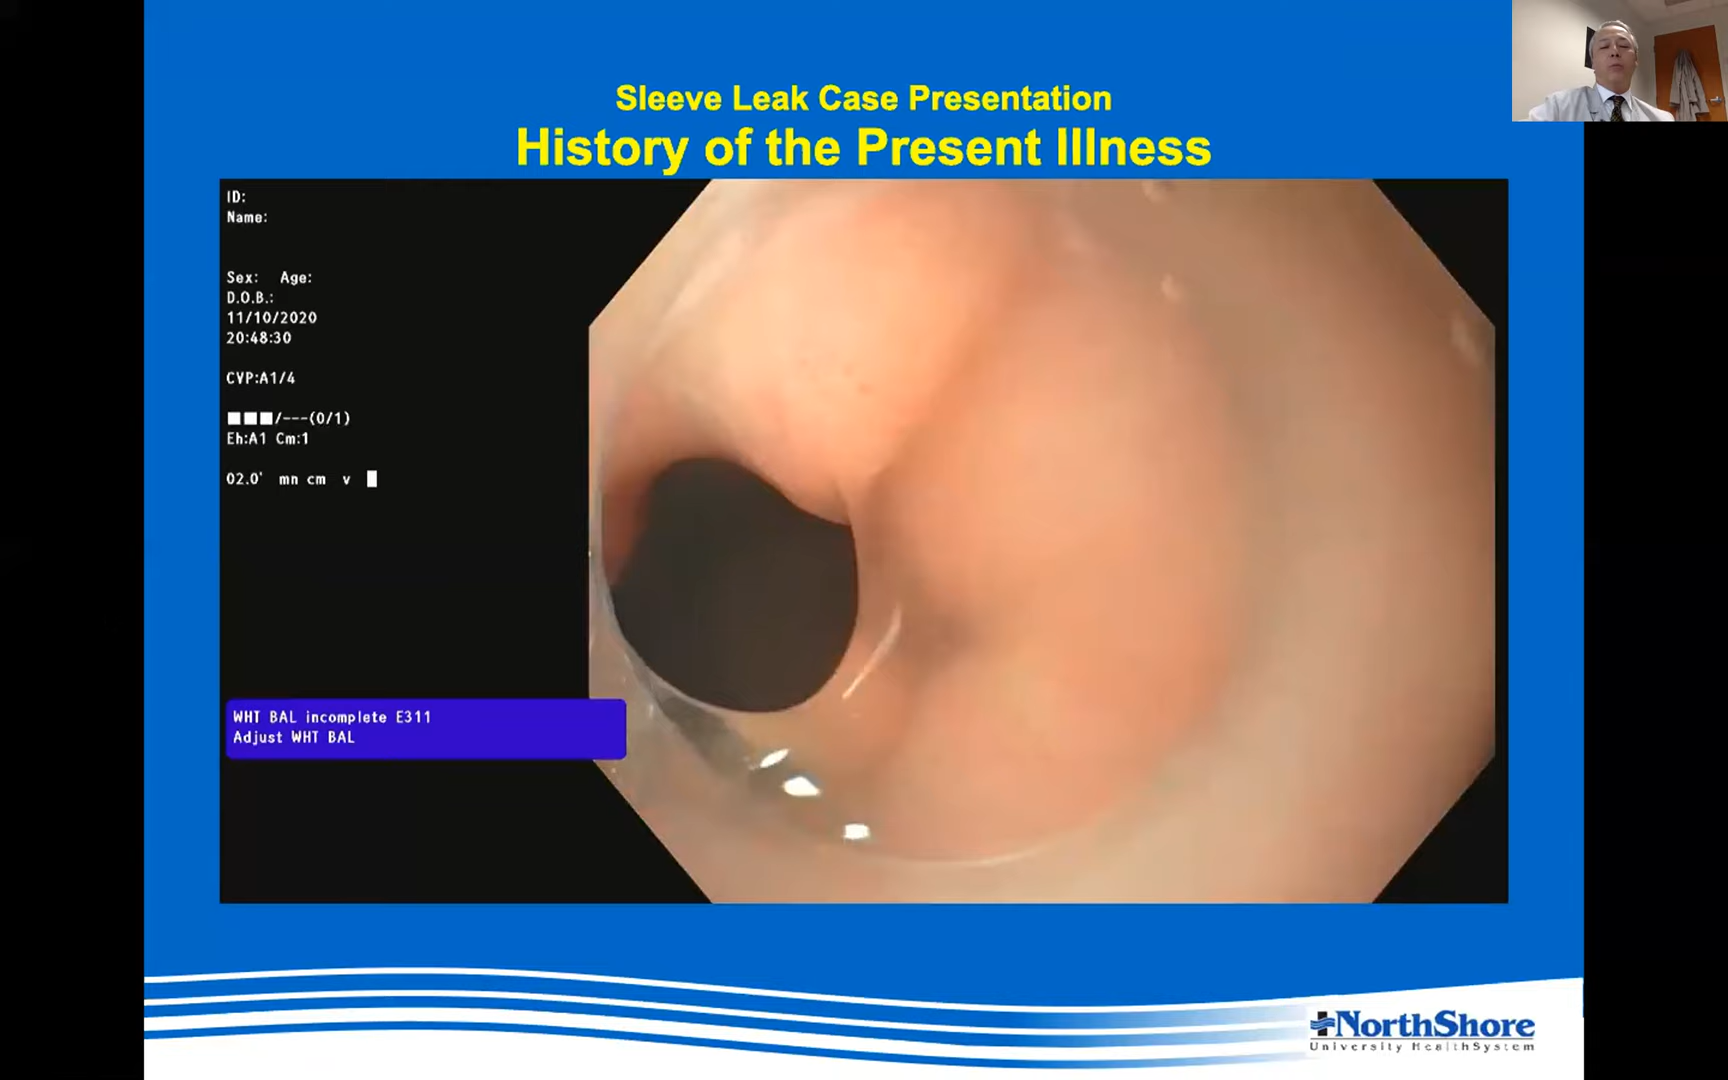 Sleeve Leak Case Presentation
History of the Present Illness
ID:
Name:
Sex: Age:
D.O.B.:
11/10/2020
20:48:30
CVP:A1/4
■■■/---(0/1)
Eh:A1 Cm:1
02.0' mn cm v
WHT BAL incomplete E311
Adjust WHT BAL
NorthShore
University HealthSystem